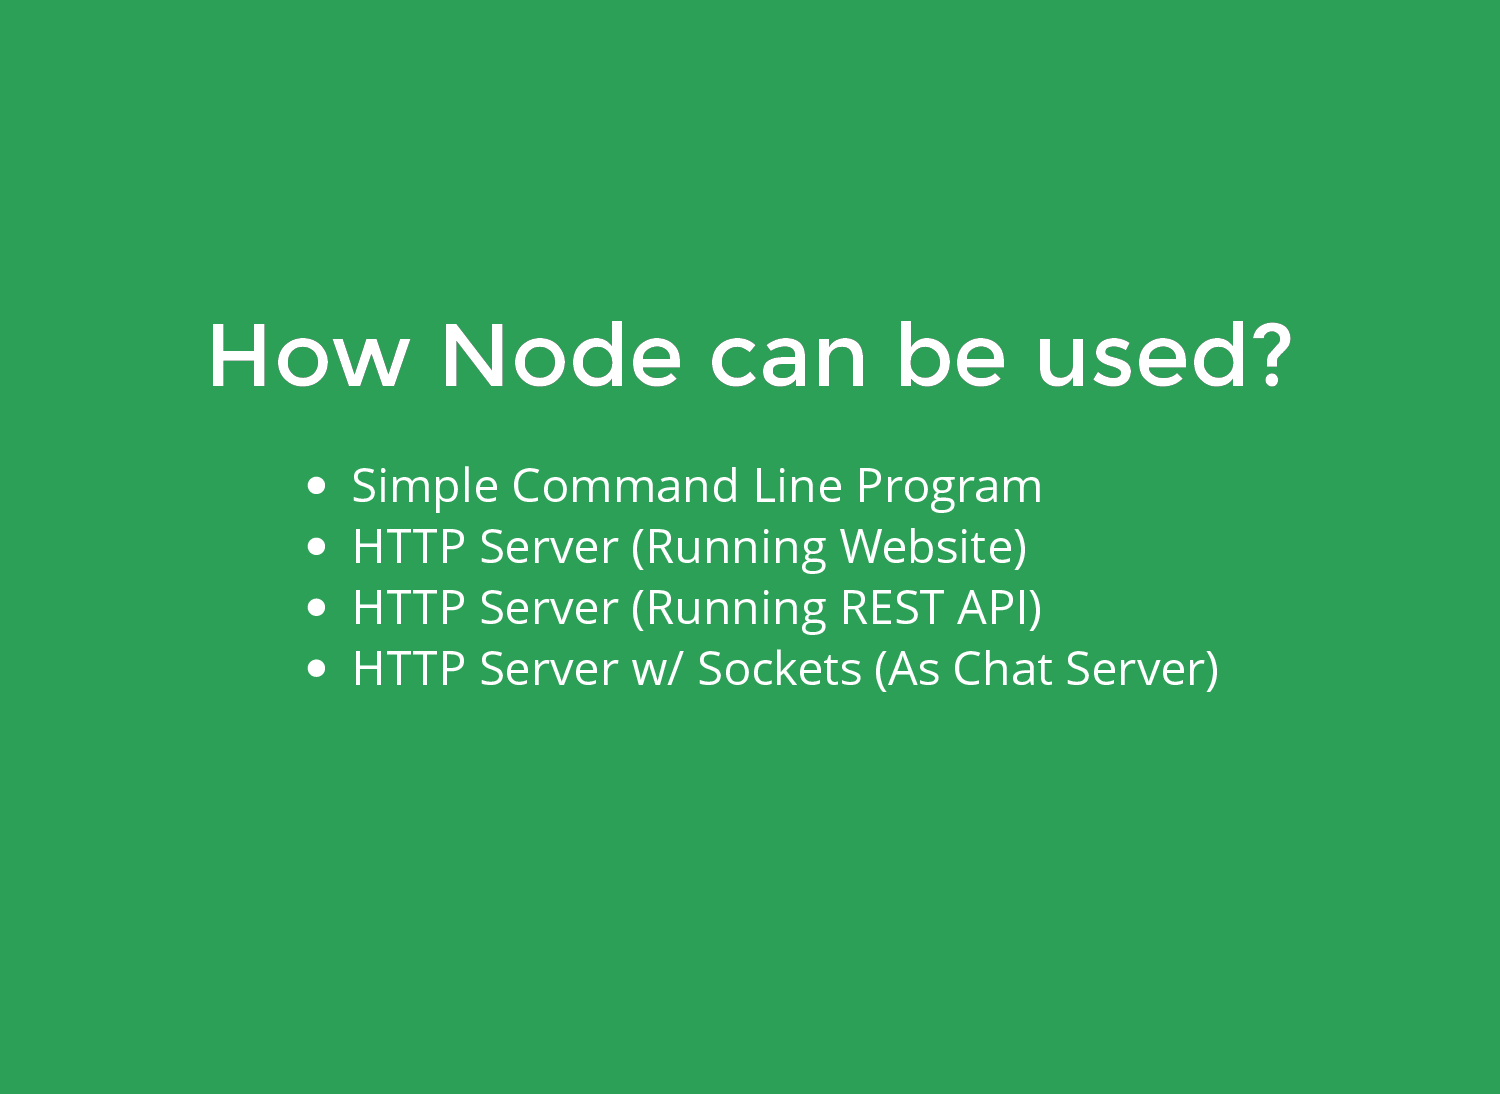 How Node can be used?
Simple Command Line Program
HTTP Server (Running Website)
HTTP Server (Running REST API)
HTTP Server w/ Sockets (As Chat Server)